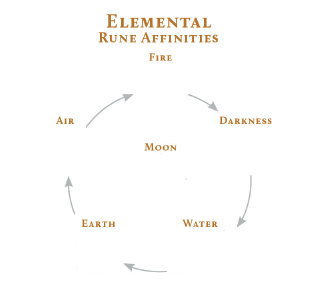 Elemental
Rune Affinities
Fire
Air
Darkness
Moon
Earth
Water